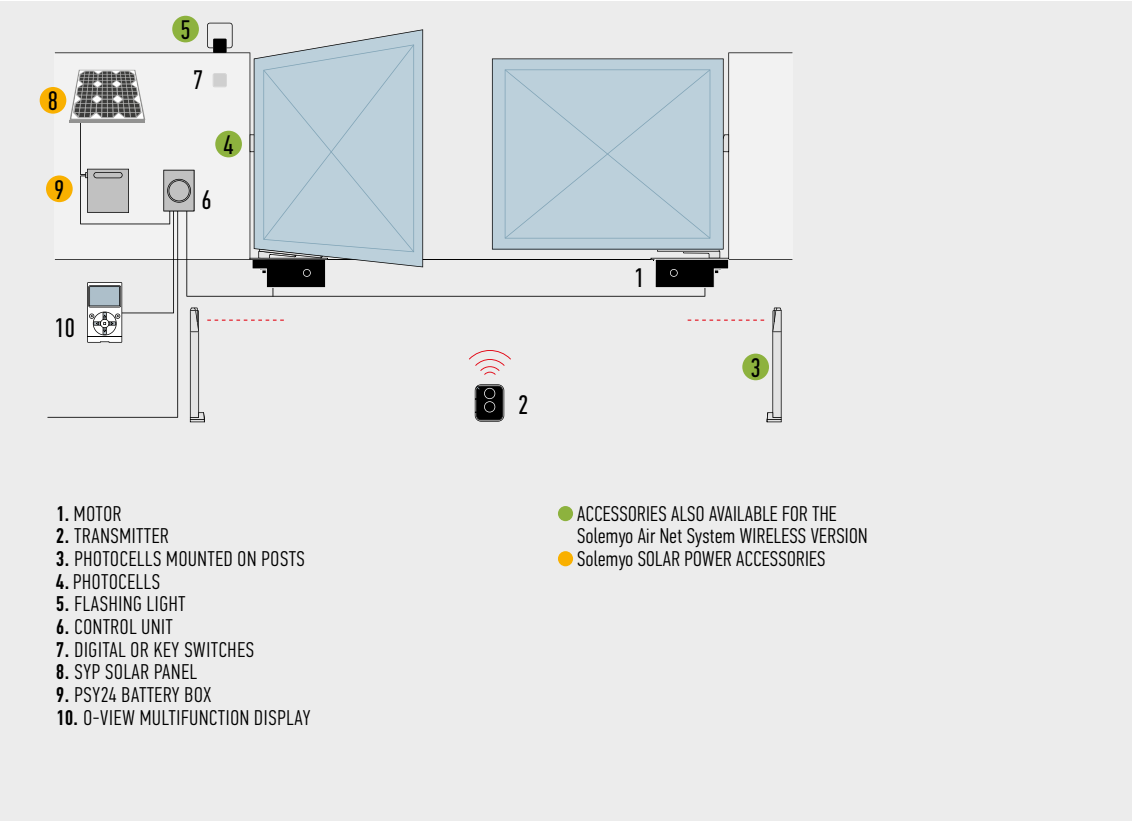 5
7
8
4
9
6
1
10
3
2
1. MOTOR
2. TRANSMITTER
3. PHOTOCELLS MOUNTED ON POSTS
4. PHOTOCELLS
5. FLASHING LIGHT
6. CONTROL UNIT
7. DIGITAL OR KEY SWITCHES
8. SYP SOLAR PANEL
9. PSY24 BATTERY BOX
10. O-VIEW MULTIFUNCTION DISPLAY
ACCESSORIES ALSO AVAILABLE FOR THE
Solemyo Air Net System WIRELESS VERSION
Solemyo SOLAR POWER ACCESSORIES